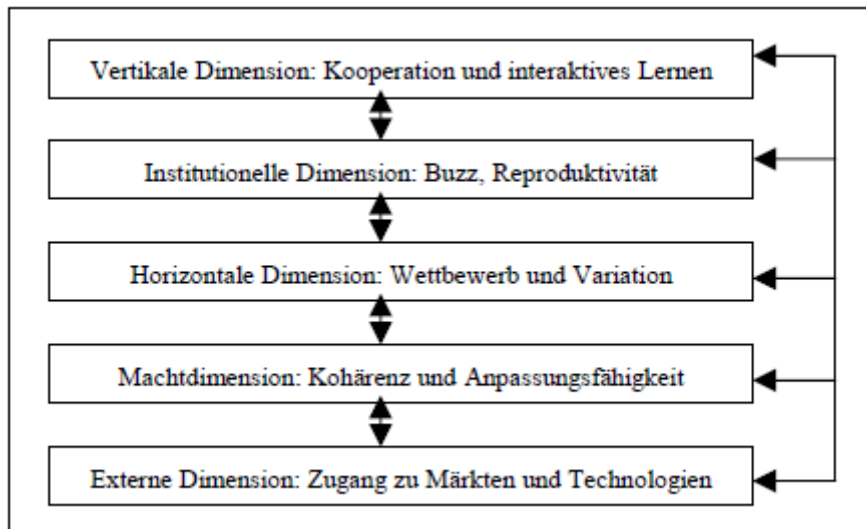 Vertikale Dimension: Kooperation und interaktives Lernen
Institutionelle Dimension: Buzz, Reproduktivität
Horizontale Dimension: Wettbewerb und Variation
Machtdimension: Kohärenz und Anpassungsfähigkeit
Externe Dimension: Zugang zu Märkten und Technologien